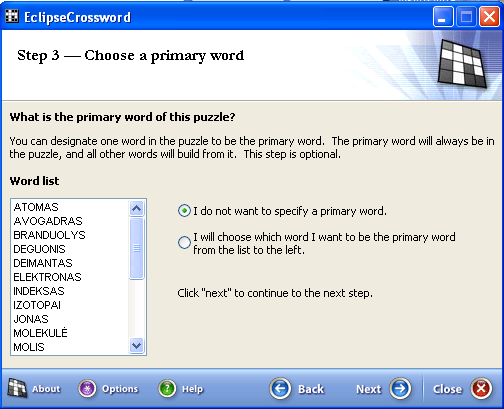 EclipseCrossword
Step 3 — Choose a primary word
What is the primary word of this puzzle?
You can designate one word in the puzzle to be the primary word. The primary word will always be in
the puzzle, and all other words will build from it. This step is optional.
Word list
ATOMAS
AVOGADRAS
BRANDUOLYS
DEGUONIS
DEIMANTAS
ELEKTRONAS
INDEKSAS
IZOTOPAI
JONAS
MOLEKULĖ
MOLIS
I do not want to specify a primary word.
I will choose which word I want to be the primary word
from the list to the left.
Click "next" to continue to the next step.
About Options Help Back Next Close